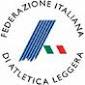 FEDERAZIONE ITALIANA
DI ATLETICA LEGGERA